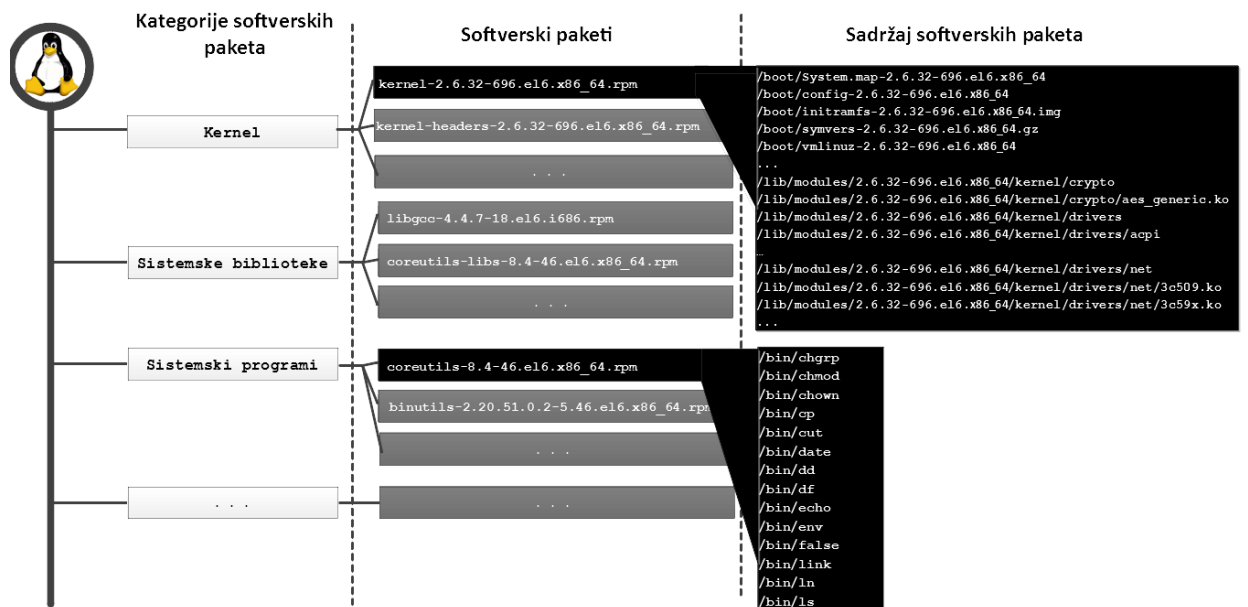 Kategorije softverskih
paketa
Softverski paketi
Sadržaj softverskih paketa
Kernel
kernel-2.6.32-696.el6.x86_64.rpm
kernel-headers-2.6.32-696.el6.x86_64.rpm
. . .
/boot/System.map-2.6.32-696.el6.x86_64
/boot/config-2.6.32-696.el6.x86_64
/boot/initramfs-2.6.32-696.el6.x86_64.img
/boot/symvers-2.6.32-696.el6.x86_64.gz
/boot/vmlinuz-2.6.32-696.el6.x86_64
...
/lib/modules/2.6.32-696.el6.x86_64/kernel/crypto
/lib/modules/2.6.32-696.el6.x86_64/kernel/crypto/aes_generic.ko
/lib/modules/2.6.32-696.el6.x86_64/kernel/drivers
/lib/modules/2.6.32-696.el6.x86_64/kernel/drivers/acpi
…
/lib/modules/2.6.32-696.el6.x86_64/kernel/drivers/net
/lib/modules/2.6.32-696.el6.x86_64/kernel/drivers/net/3c509.ko
/lib/modules/2.6.32-696.el6.x86_64/kernel/drivers/net/3c59x.ko
...
Sistemske biblioteke
libgcc-4.4.7-18.el6.i686.rpm
coreutils-libs-8.4-46.el6.x86_64.rpm
. . .
Sistemski programi
coreutils-8.4-46.el6.x86_64.rpm
binutils-2.20.51.0.2-5.46.el6.x86_64.rpm
. . .
/bin/chgrp
/bin/chmod
/bin/chown
/bin/cp
/bin/cut
/bin/date
/bin/dd
/bin/df
/bin/echo
/bin/env
/bin/false
/bin/link
/bin/ln
/bin/ls
. . .
. . .